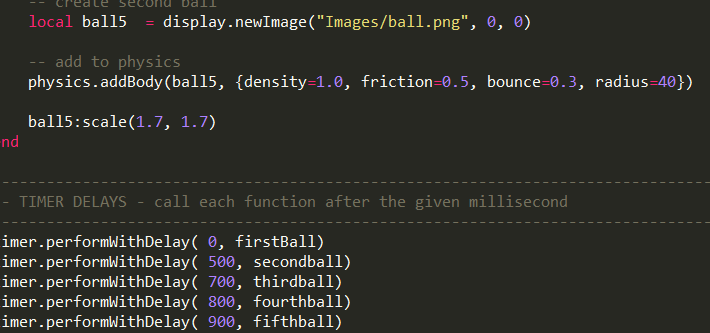 -- create second ball
local ball5  = display.newImage("Images/ball.png", 0, 0)
-- add to physics
physics.addBody(ball5, {density=1.0, friction=0.5, bounce=0.3, radius=40})
ball5:scale(1.7, 1.7)
nd
--------------------------------------------------------------------------
- TIMER DELAYS - call each function after the given millisecond
--------------------------------------------------------------------------
imer.performWithDelay( 0, firstBall)
imer.performWithDelay( 500, secondball)
imer.performWithDelay( 700, thirdball)
imer.performWithDelay( 800, fourthball)
imer.performWithDelay( 900, fifthball)